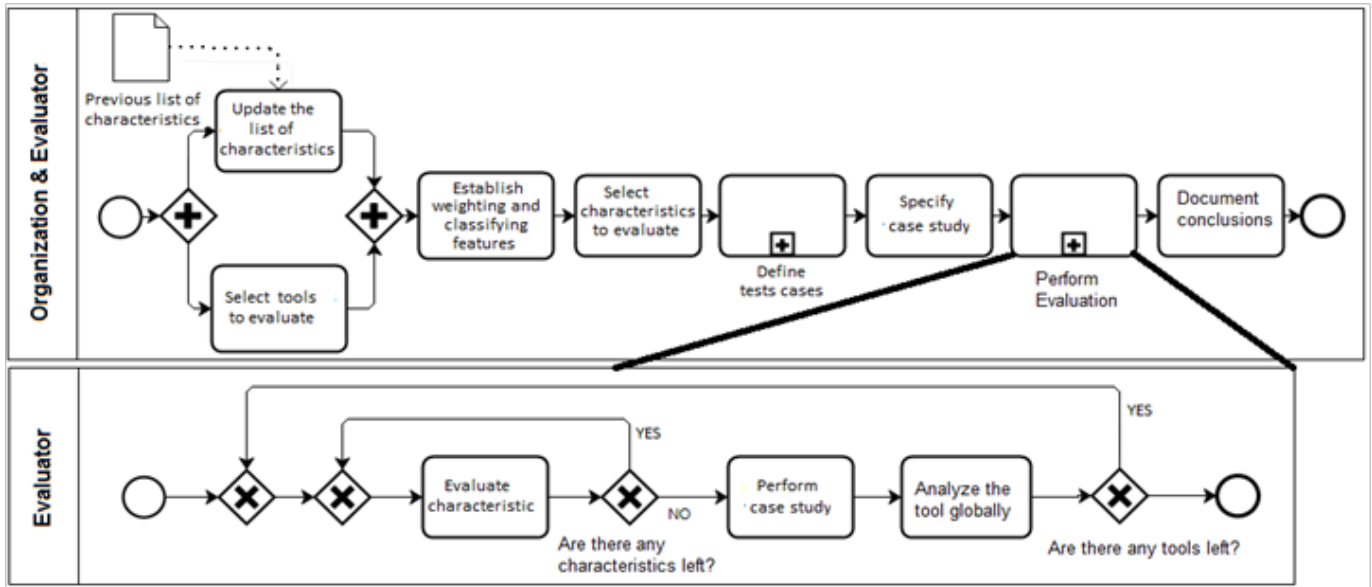 Organization & Evaluator
Previous list of
characteristics
Update the
list of
characteristics
Select tools
to evaluate
Establish
weighting and
classifying
features
Select
characteristics
to evaluate
Define
tests cases
Specify
case study
Perform
Evaluation
Document
conclusions
Evaluator
Evaluate
characteristic
YES
NO
Are there any
characteristics left?
Perform
case study
Analyze the
tool globally
YES
Are there any tools left?